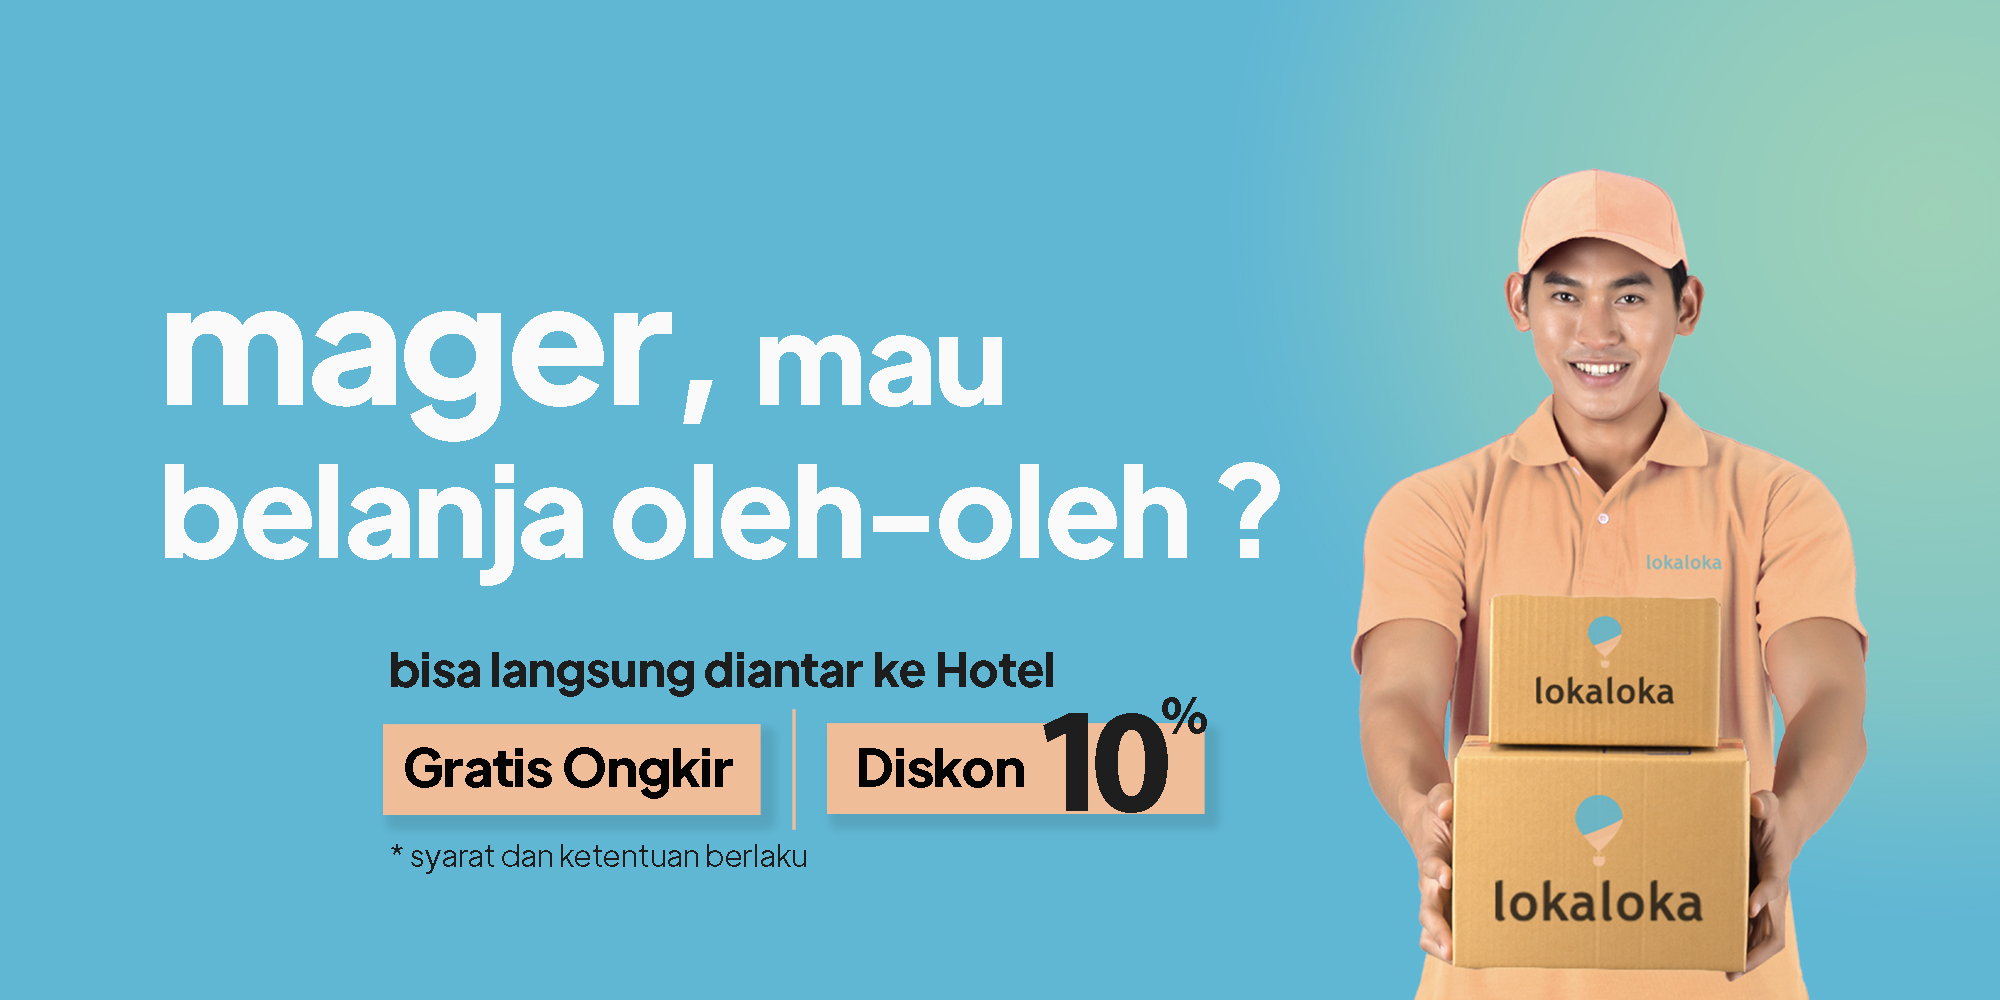 mager, mau
belanja oleh-oleh ?
bisa langsung diantar ke Hotel
Gratis Ongkir
Diskon 10%
* syarat dan ketentuan berlaku
lokaloka
lokaloka
lokaloka